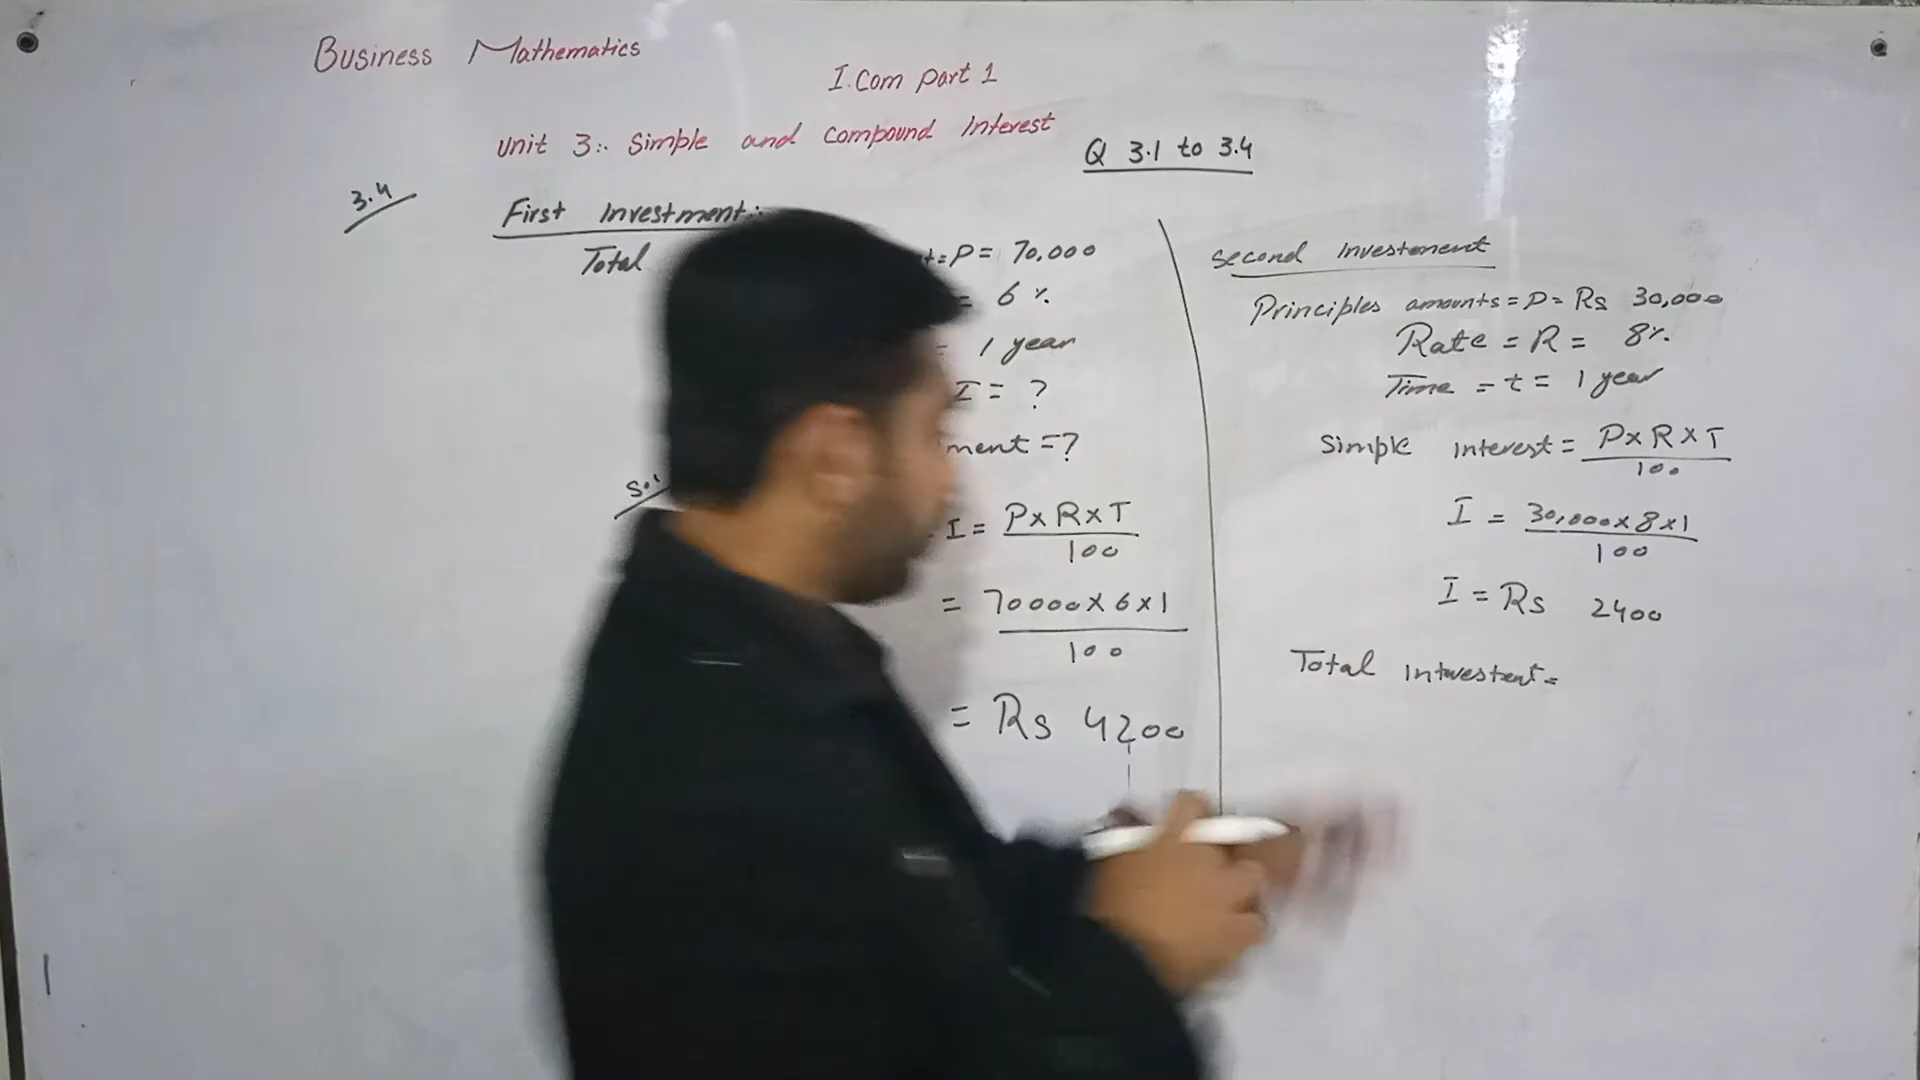 Business Mathematics
I.Com part 1
Unit 3:- Simple and Compound Interest
Q 3.1 to 3.4
3.4
First Investment:-
Total
P = 70,000
= 6 %
= 1 year
I = ?
ment = ?
Sol
I = P x R x T
100
= 70000 x 6 x 1
100
= Rs 4200
Second Investement
Principles amounts = P = Rs 30,000
Rate = R = 8%
Time = t = 1 year
Simple interest = P x R x T
100
I = 30,000 x 8 x 1
100
I = Rs 2400
Total